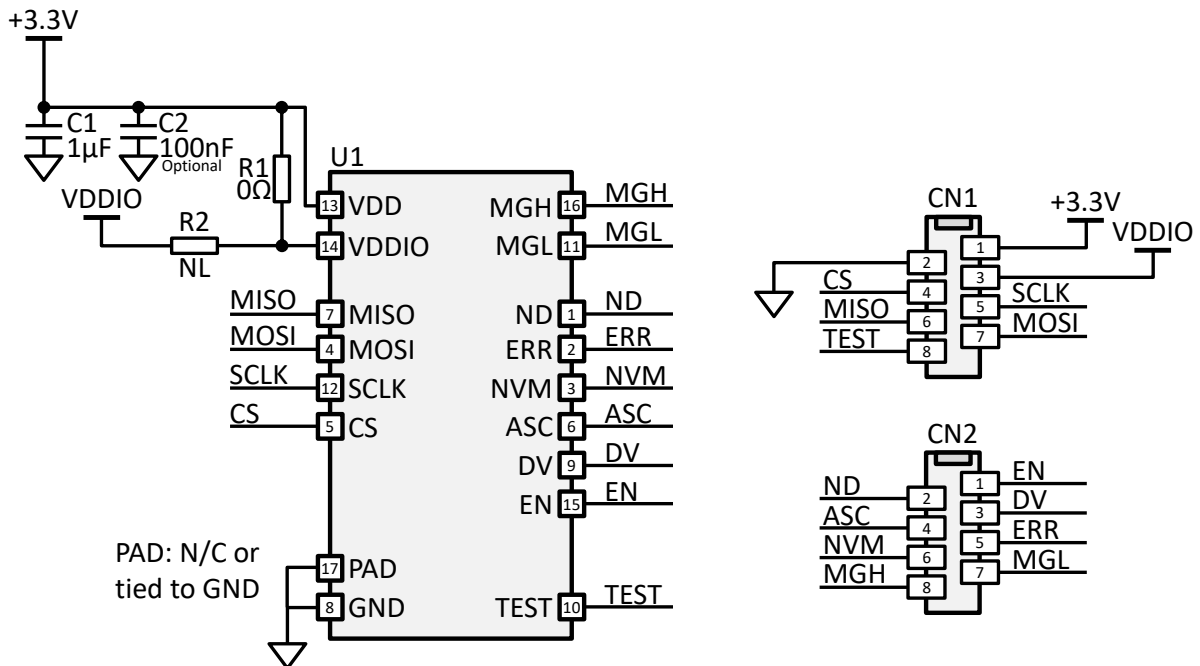 +3.3V
C1
1µF
C2
100nF
Optional
R1
0Ω
VDDIO
R2
NL
U1
13 VDD
14 VDDIO
MISO 7 MISO
MOSI 4 MOSI
SCLK 12 SCLK
CS 5 CS
PAD: N/C or
tied to GND
17 PAD
8 GND
MGH 16 MGH
MGL 11 MGL
ND 1 ND
ERR 2 ERR
NVM 3 NVM
ASC 6 ASC
DV 9 DV
EN 15 EN
TEST 10 TEST
CN1
+3.3V
VDDIO
1
2
3
CS 4
5 SCLK
MISO 6
7 MOSI
TEST 8
CN2
1 EN
ND 2
3 DV
ASC 4
5 ERR
NVM 6
7 MGL
MGH 8